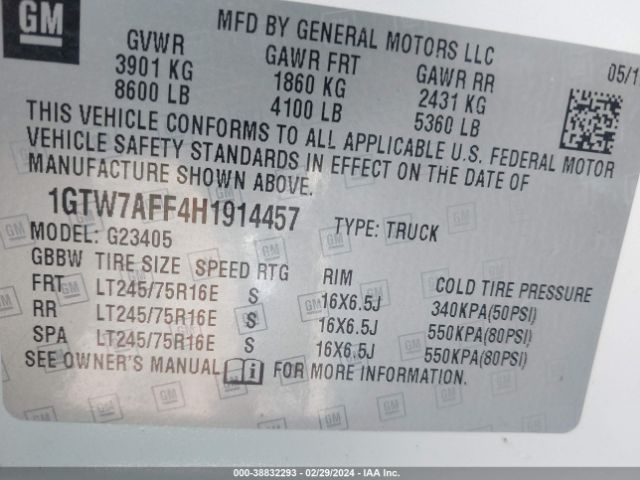 GM
MFD BY GENERAL MOTORS LLC
GVWR GAWR FRT GAWR RR 05/1
3901 KG 1860 KG 2431 KG
8600 LB 4100 LB 5360 LB
THIS VEHICLE CONFORMS TO ALL APPLICABLE U.S. FEDERAL MOTOR
VEHICLE SAFETY STANDARDS IN EFFECT ON THE DATE OF
MANUFACTURE SHOWN ABOVE.
1GTW7AFF4H1914457 TYPE: TRUCK
MODEL: G23405
GBBW TIRE SIZE SPEED RTG RIM COLD TIRE PRESSURE
FRT LT245/75R16E S 16X6.5J 340KPA(50PSI)
RR LT245/75R16E S 16X6.5J 550KPA(80PSI)
SPA LT245/75R16E S 16X6.5J 550KPA(80PSI)
SEE OWNER'S MANUAL FOR MORE INFORMATION.
000-38832293 - 02/29/2024 - IAA Inc.